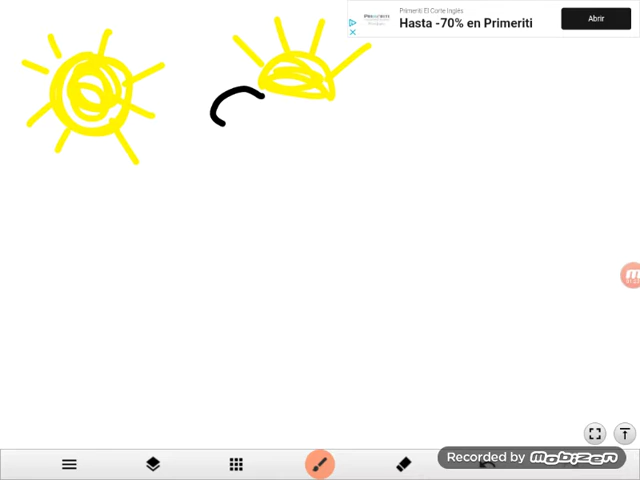 Primeriti El Corte Inglés
Hasta -70% en Primeriti
Abrir
Recorded by mobizen